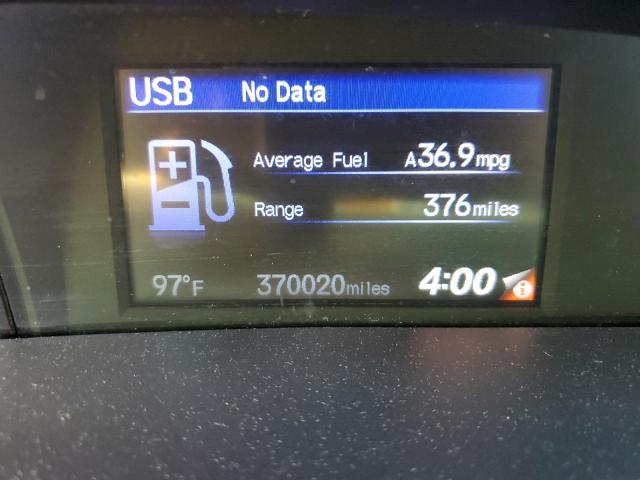 USB No Data
Average Fuel A36.9mpg
Range 376miles
97°F 370020miles 4:00 i